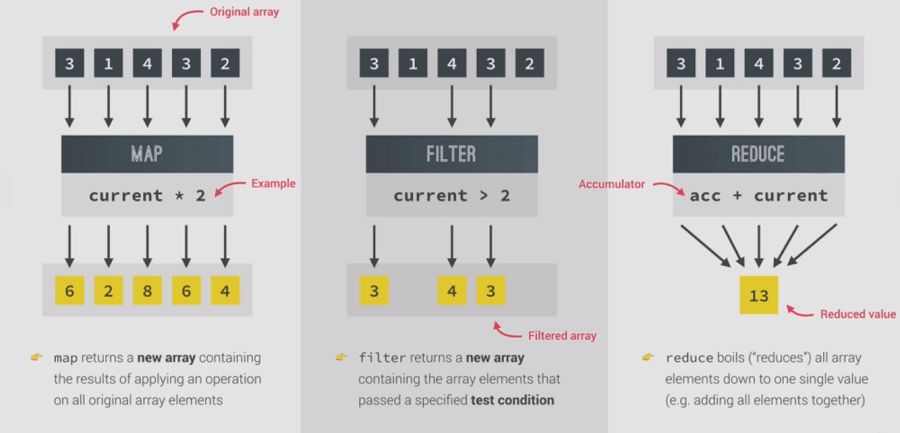 Original array
3 1 4 3 2
MAP
current * 2
Example
6 2 8 6 4
👉 map returns a new array containing
the results of applying an operation
on all original array elements
3 1 4 3 2
FILTER
current > 2
3 4 3
Filtered array
👉 filter returns a new array
containing the array elements that
passed a specified test condition
3 1 4 3 2
REDUCE
Accumulator
acc + current
13
Reduced value
👉 reduce boils (“reduces”) all array
elements down to one single value
(e.g. adding all elements together)